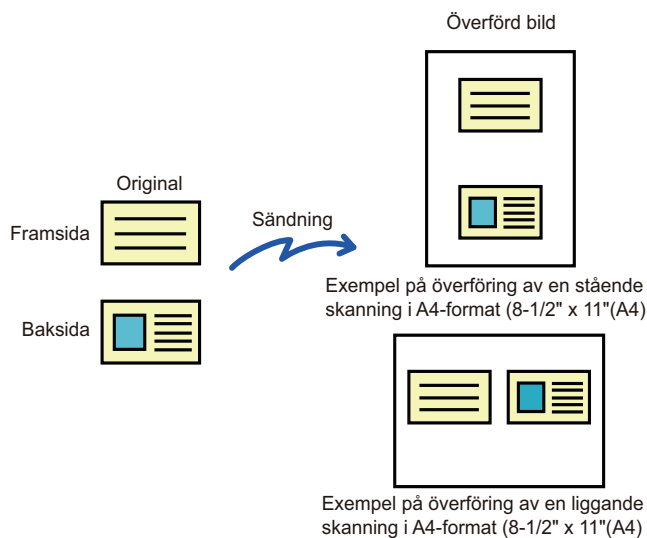 Överförd bild
Original
Framsida
Sändning
Baksida
Exempel på överföring av en stående
skanning i A4-format (8-1/2" x 11"(A4)
Exempel på överföring av en liggande
skanning i A4-format (8-1/2" x 11"(A4)